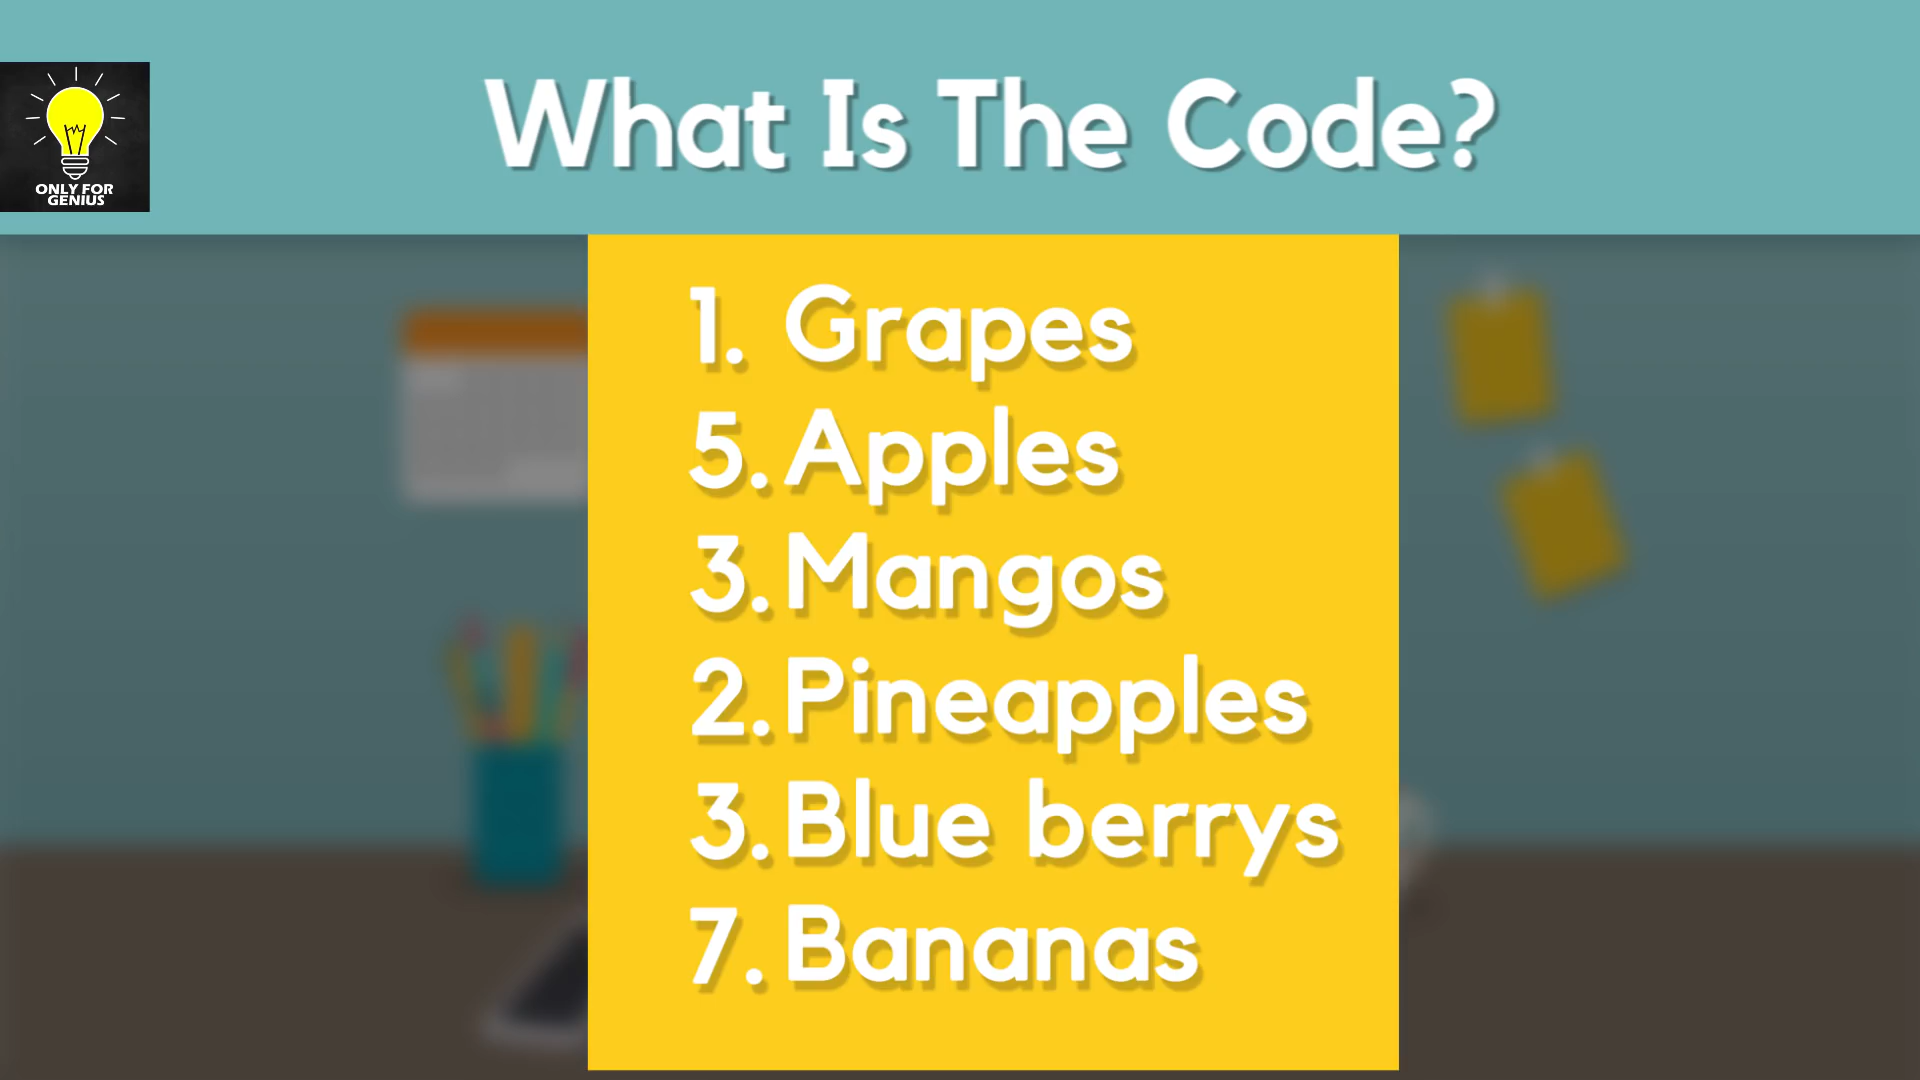 What Is The Code?
ONLY FOR
GENIUS
1. Grapes
5. Apples
3. Mangos
2. Pineapples
3. Blue berrys
7. Bananas